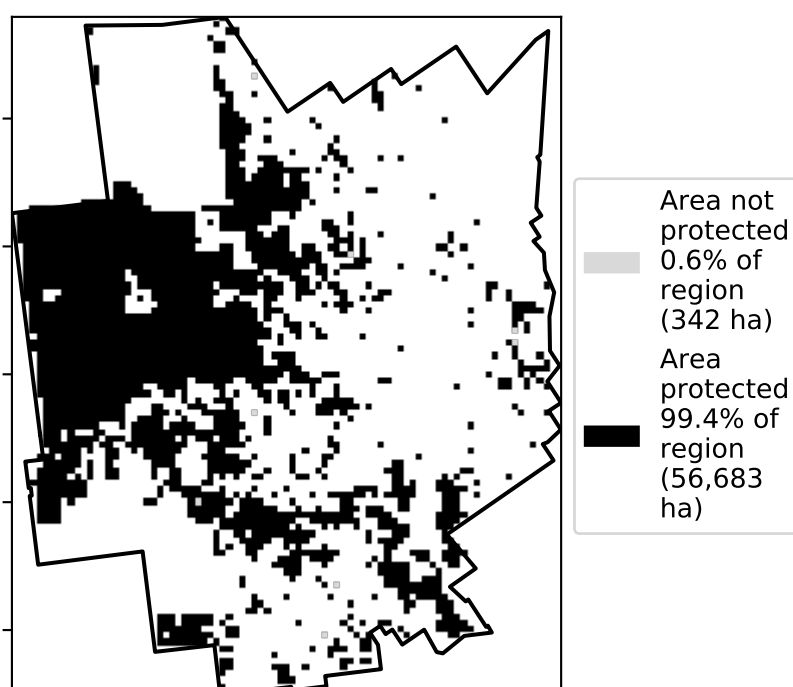 Area not
protected
0.6% of
region
(342 ha)
Area
protected
99.4% of
region
(56,683
ha)